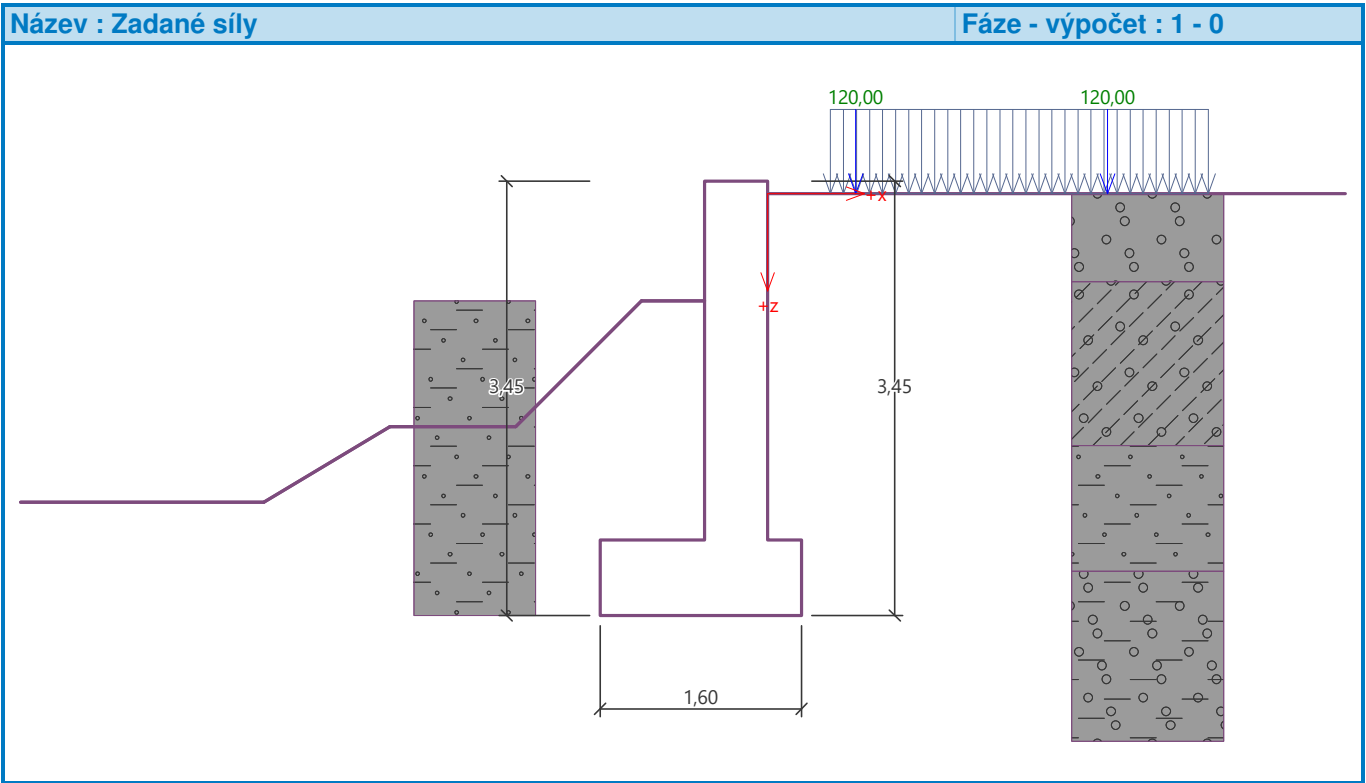 Název : Zadané síly Fáze - výpočet : 1 - 0
120,00 120,00
+x
+z
3,45 3,45
1,60